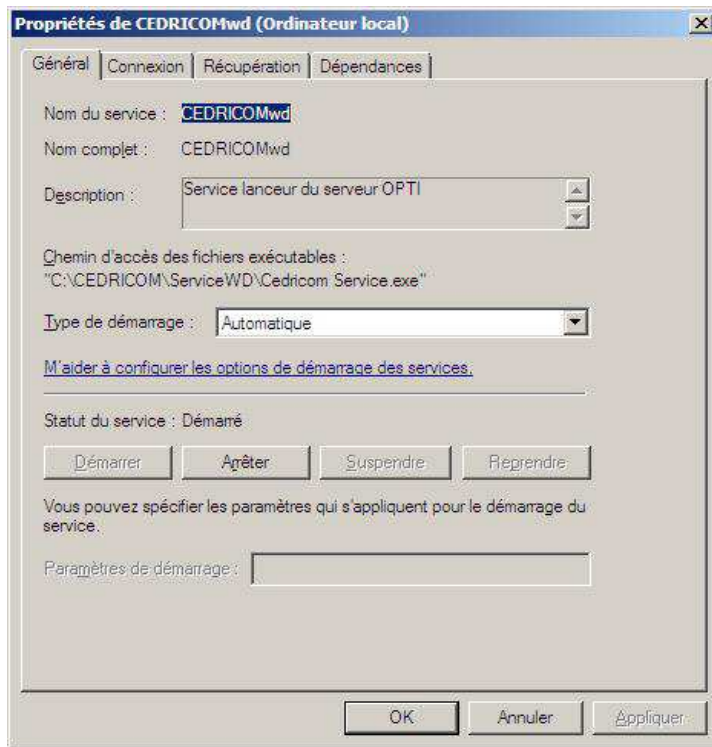 Propriétés de CEDRICOMwd (Ordinateur local)
Général Connexion Récupération Dépendances
Nom du service : CEDRICOMwd
Nom complet : CEDRICOMwd
Description : Service lanceur du serveur OPTI
Chemin d'accès des fichiers exécutables :
"C:\CEDRICOM\ServiceWD\Cedricom Service.exe"
Type de démarrage : Automatique
M'aider à configurer les options de démarrage des services.
Statut du service : Démarré
Démarrer Arrêter Suspendre Reprendre
Vous pouvez spécifier les paramètres qui s'appliquent pour le démarrage du
service.
Paramètres de démarrage :
OK Annuler Appliquer